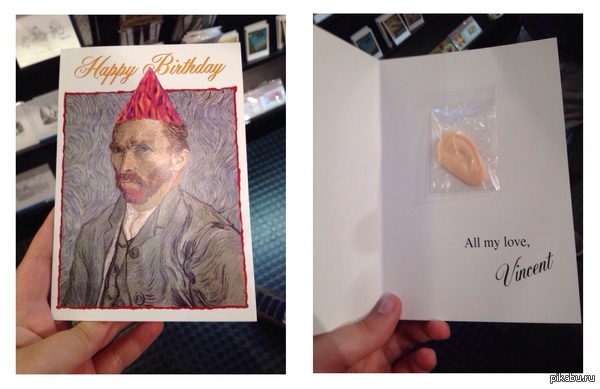 Happy Birthday
All my love,
Vincent
pikabu.ru